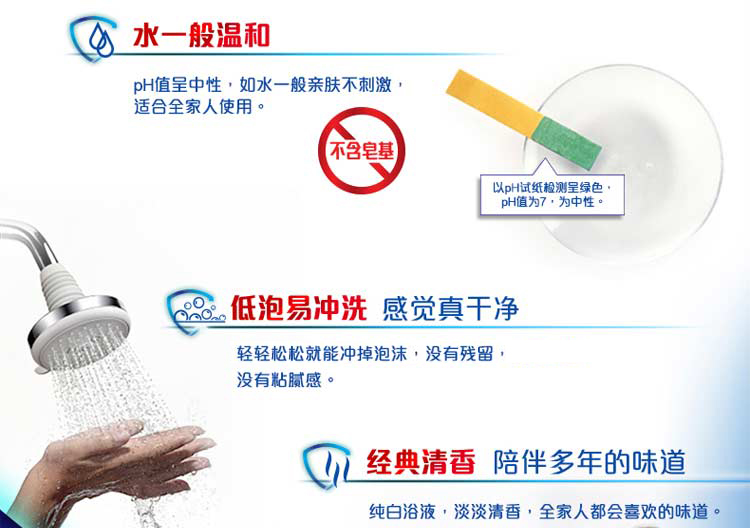 水一般温和
pH值呈中性，如水一般亲肤不刺激，
适合全家人使用。
不含皂基
以pH试纸检测呈绿色，
pH值为7，为中性。
低泡易冲洗 感觉真干净
轻轻松松就能冲掉泡沫，没有残留，
没有粘腻感。
经典清香 陪伴多年的味道
纯白浴液，淡淡清香，全家人都会喜欢的味道。